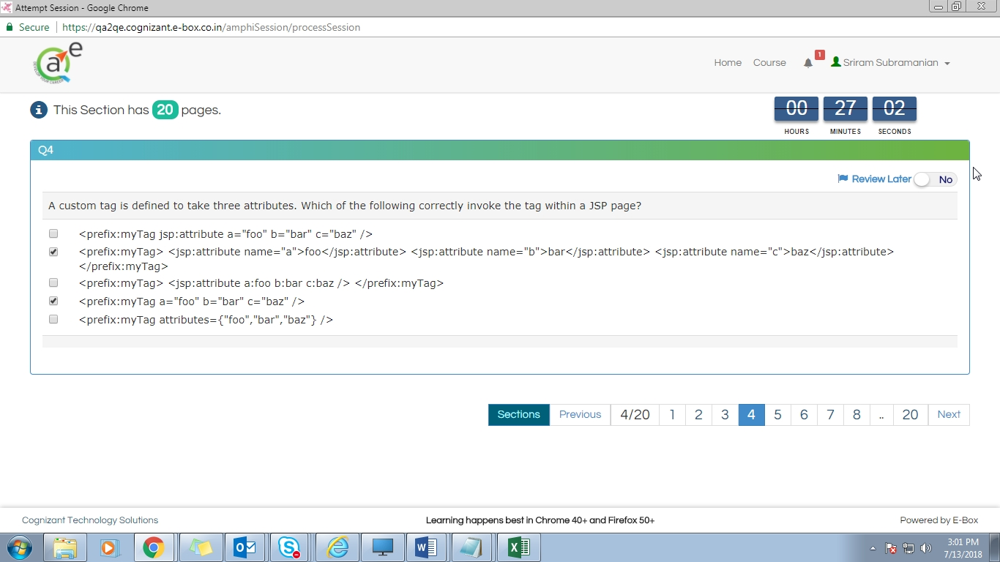 Attempt Session - Google Chrome
Secure https://qa2qe.cognizant.e-box.co.in/amphiSession/processSession
a e
Home Course 1 Sriram Subramanian
i This Section has 20 pages.
00 27 02
HOURS MINUTES SECONDS
Q4
Review Later No
A custom tag is defined to take three attributes. Which of the following correctly invoke the tag within a JSP page?
<prefix:myTag jsp:attribute a="foo" b="bar" c="baz" />
<prefix:myTag> <jsp:attribute name="a">foo</jsp:attribute> <jsp:attribute name="b">bar</jsp:attribute> <jsp:attribute name="c">baz</jsp:attribute>
</prefix:myTag>
<prefix:myTag> <jsp:attribute a:foo b:bar c:baz /> </prefix:myTag>
<prefix:myTag a="foo" b="bar" c="baz" />
<prefix:myTag attributes={"foo","bar","baz"} />
Sections Previous 4/20 1 2 3 4 5 6 7 8 .. 20 Next
Cognizant Technology Solutions Learning happens best in Chrome 40+ and Firefox 50+ Powered by E-Box
3:01 PM
7/13/2018